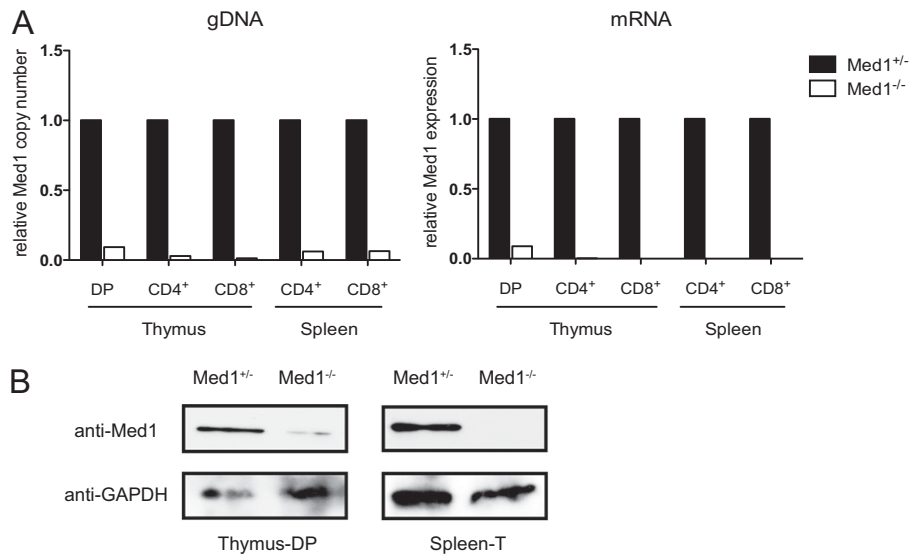 A
gDNA
mRNA
relative Med1 copy number
1.5
1.0
0.5
0.0
DP
CD4⁺
CD8⁺
CD4⁺
CD8⁺
Thymus
Spleen
relative Med1 expression
1.5
1.0
0.5
0.0
DP
CD4⁺
CD8⁺
CD4⁺
CD8⁺
Thymus
Spleen
Med1⁺/⁻
Med1⁻/⁻
B
Med1⁺/⁻
Med1⁻/⁻
Med1⁺/⁻
Med1⁻/⁻
anti-Med1
anti-GAPDH
Thymus-DP
Spleen-T